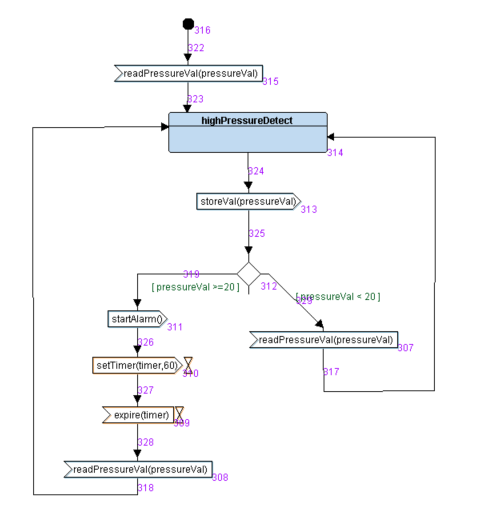 316
322
readPressureVal(pressureVal)
315
323
highPressureDetect
314
324
storeVal(pressureVal)
313
325
319
312
[ pressureVal >=20 ]
[ pressureVal < 20 ]
329
startAlarm()
311
326
readPressureVal(pressureVal)
307
setTimer(timer,60)
310
317
327
expire(timer)
309
328
readPressureVal(pressureVal)
308
318